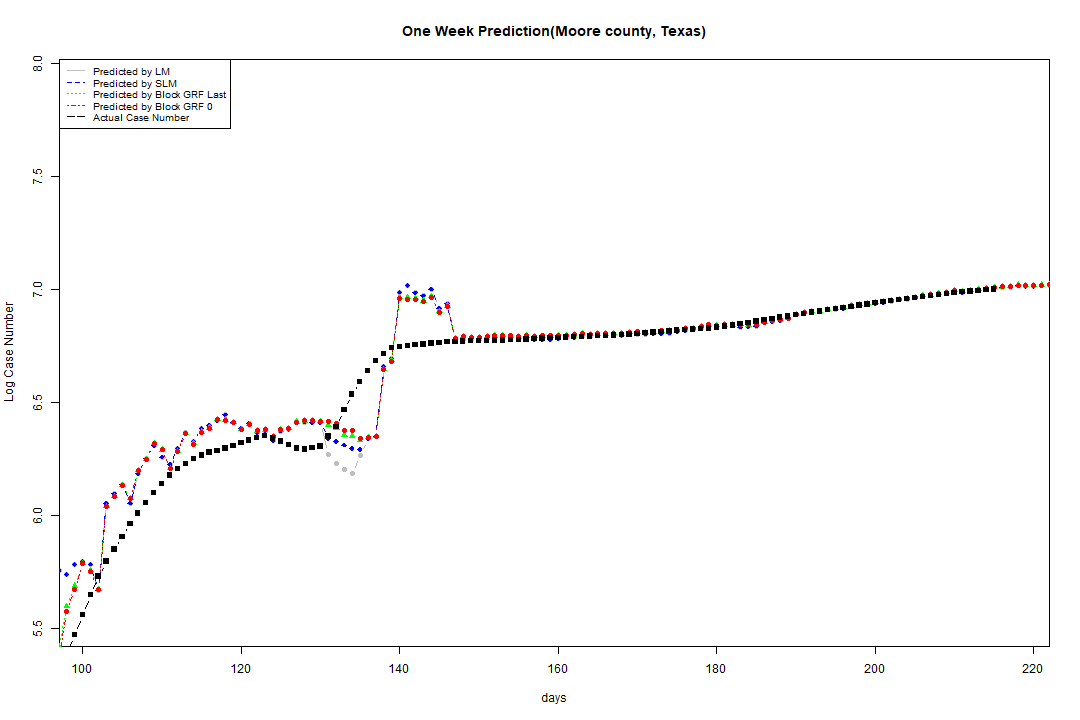 One Week Prediction(Moore county, Texas)
Predicted by LM
Predicted by SLM
Predicted by Block GRF Last
Predicted by Block GRF 0
Actual Case Number
8.0
7.5
7.0
6.5
6.0
5.5
Log Case Number
100 120 140 160 180 200 220
days